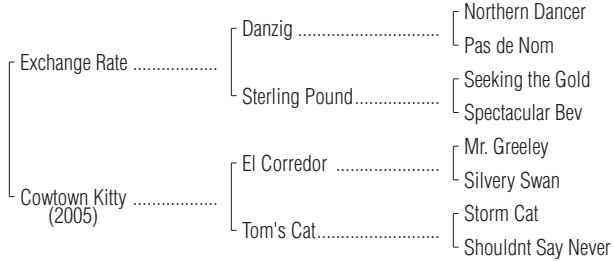 Northern Dancer
Danzig ..............................
Pas de Nom
Exchange Rate ..................
Seeking the Gold
Sterling Pound..................
Spectacular Bev
Mr. Greeley
El Corredor ......................
Silvery Swan
Cowtown Kitty ..................
(2005)
Storm Cat
Tom's Cat..........................
Shouldnt Say Never